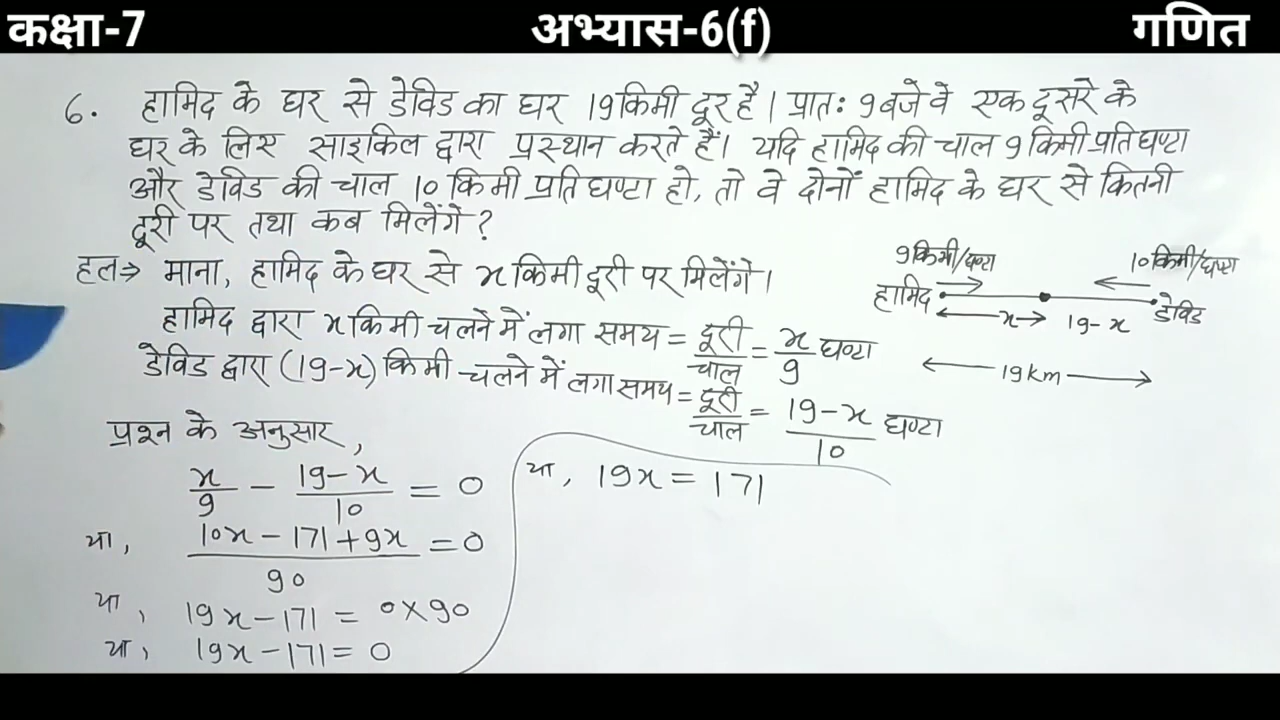 कक्षा-7
अभ्यास-6(f)
गणित
6. हामिद के घर से डेविड का घर 19 किमी दूर है। प्रातः 9 बजे वे एक दूसरे के
घर के लिए साइकिल द्वारा प्रस्थान करते हैं। यदि हामिद की चाल 9 किमी प्रति घण्टा
और डेविड की चाल 10 किमी प्रति घण्टा हो, तो वे दोनों हामिद के घर से कितनी
दूरी पर तथा कब मिलेंगे?
हल⇒ माना, हामिद के घर से x किमी दूरी पर मिलेंगे।
हामिद द्वारा x किमी चलने में लगा समय = दूरी/चाल = x/9 घण्टा
डेविड द्वारा (19-x) किमी चलने में लगा समय = दूरी/चाल = 19-x/10 घण्टा
9 किमी/घण्टा 10 किमी/घण्टा
हामिद डेविड
x 19-x
19km
प्रश्न के अनुसार,
x/9 - 19-x/10 = 0
या, 10x-171+9x/90 = 0
या, 19x-171 = 0×90
या, 19x-171 = 0
या, 19x = 171